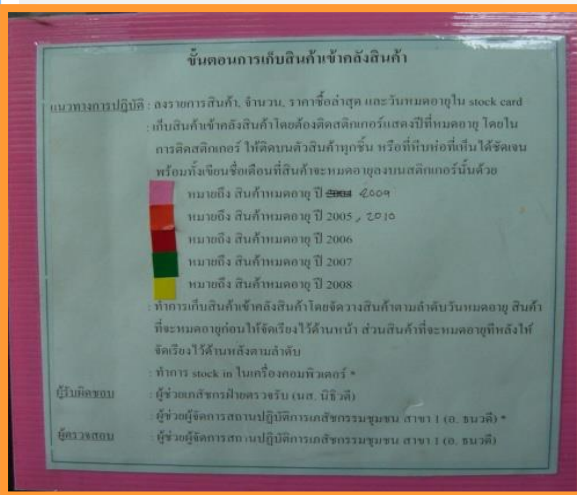 ขั้นตอนการเก็บสินค้าเข้าคลังสินค้า
แนวทางการปฏิบัติ : ลงรายการสินค้า, จำนวน, ราคาซื้อล่าสุด และวันหมดอายุใน stock card
: เก็บสินค้าเข้าคลังสินค้าโดยต้องติดสติกเกอร์แสดงปีที่หมดอายุ โดยใน
การติดสติกเกอร์ ให้ติดบนตัวสินค้าทุกชิ้น หรือที่หีบห่อที่เห็นได้ชัดเจน
พร้อมทั้งเขียนชื่อเดือนที่สินค้าจะหมดอายุลงบนสติกเกอร์นั้นด้วย
หมายถึง สินค้าหมดอายุ ปี 2009
หมายถึง สินค้าหมดอายุ ปี 2005 , 2010
หมายถึง สินค้าหมดอายุ ปี 2006
หมายถึง สินค้าหมดอายุ ปี 2007
หมายถึง สินค้าหมดอายุ ปี 2008
: ทำการเก็บสินค้าเข้าคลังสินค้าโดยจัดวางสินค้าตามลำดับวันหมดอายุ สินค้า
ที่จะหมดอายุก่อนให้จัดเรียงไว้ด้านหน้า ส่วนสินค้าที่จะหมดอายุทีหลังให้
จัดเรียงไว้ด้านหลังตามลำดับ
: ทำการ stock in ในเครื่องคอมพิวเตอร์ *
ผู้รับผิดชอบ : ผู้ช่วยเภสัชกรฝ่ายตรวจรับ (นส. นิธิวดี)
: ผู้ช่วยผู้จัดการสถานปฏิบัติการเภสัชกรรมชุมชน สาขา 1 (อ. ธนวดี) *
ผู้ตรวจสอบ : ผู้ช่วยผู้จัดการสถานปฏิบัติการเภสัชกรรมชุมชน สาขา 1 (อ. ธนวดี)